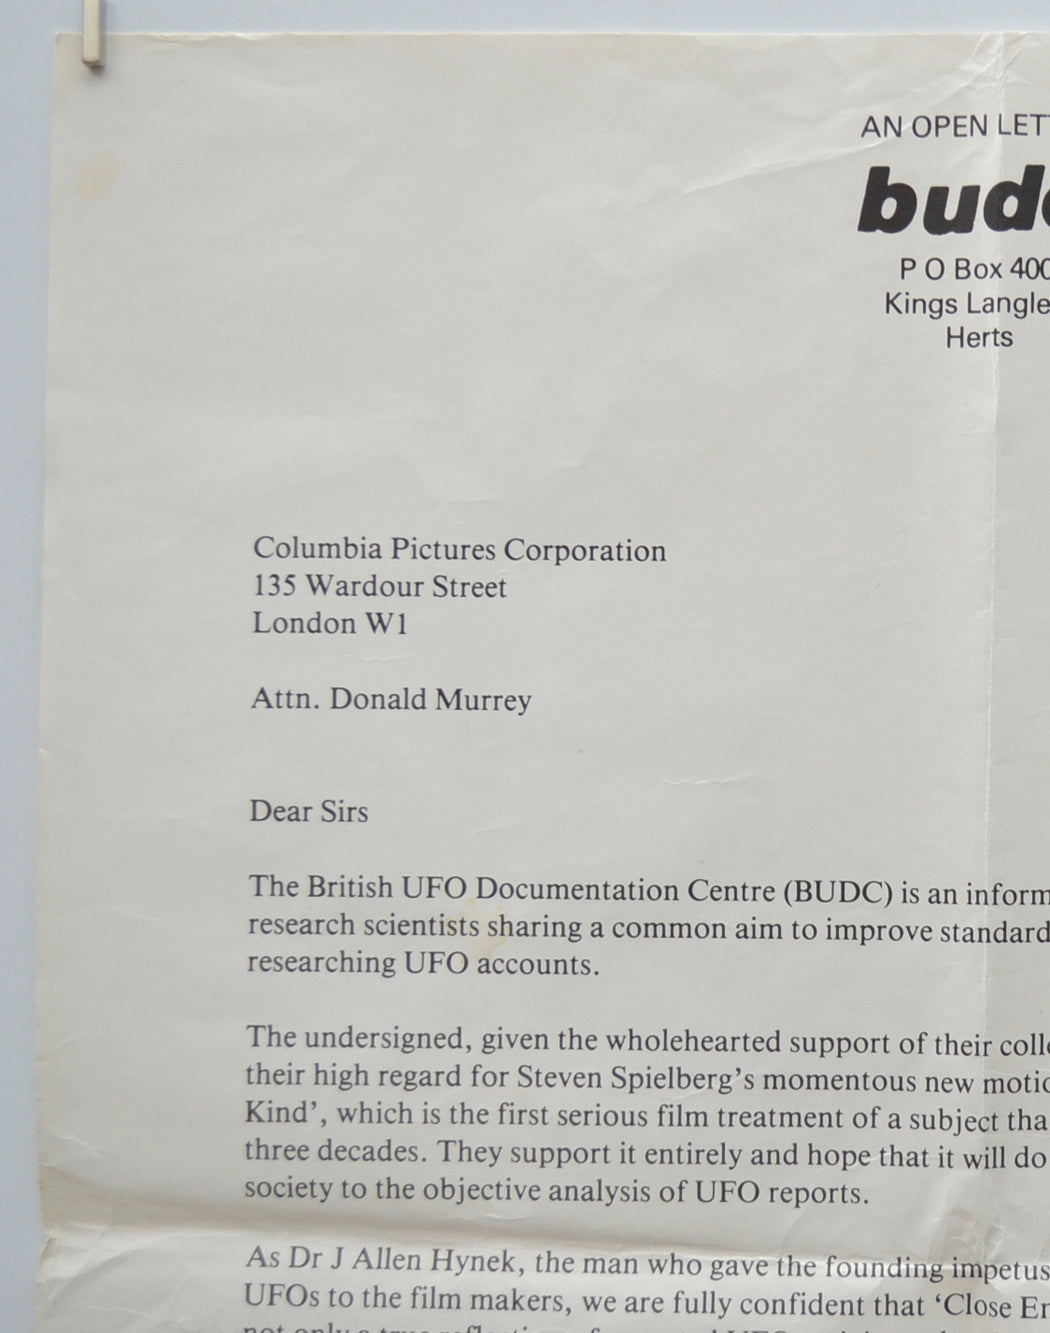 AN OPEN LET
bud
P O Box 400
Kings Langle
Herts
Columbia Pictures Corporation
135 Wardour Street
London W1
Attn. Donald Murrey
Dear Sirs
The British UFO Documentation Centre (BUDC) is an inform
research scientists sharing a common aim to improve standard
researching UFO accounts.
The undersigned, given the wholehearted support of their coll
their high regard for Steven Spielberg's momentous new motio
Kind', which is the first serious film treatment of a subject tha
three decades. They support it entirely and hope that it will do
society to the objective analysis of UFO reports.
As Dr J Allen Hynek, the man who gave the founding impetus
UFOs to the film makers, we are fully confident that 'Close En